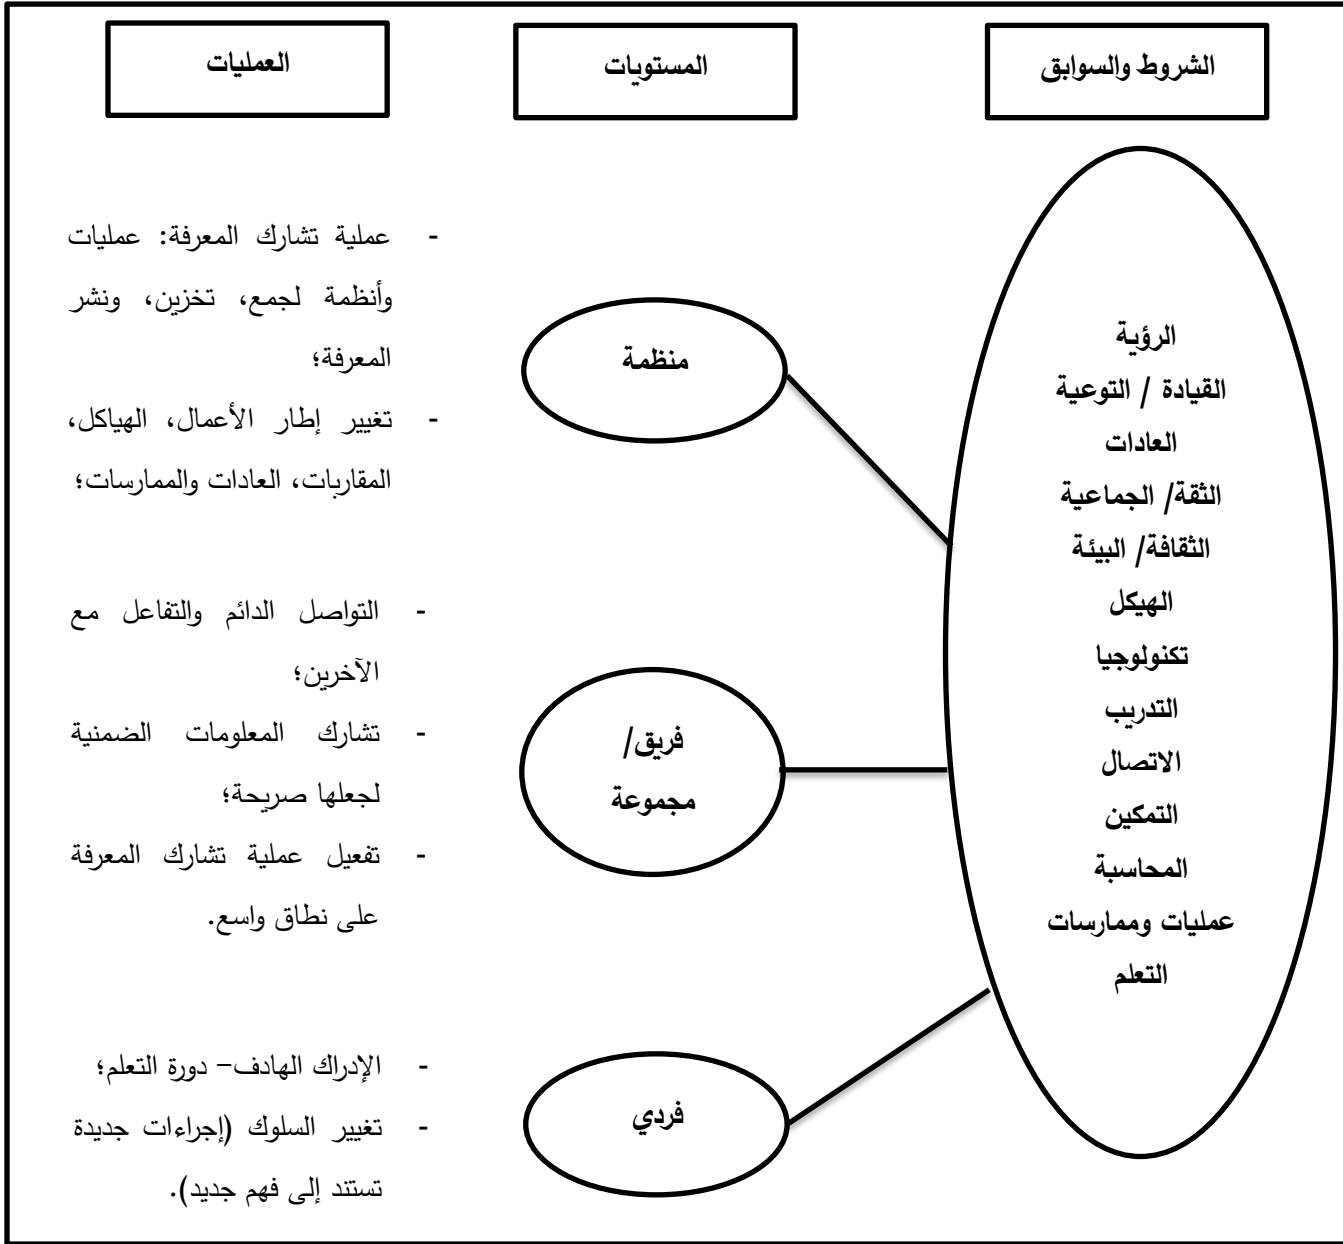 الشروط والسوابق
المستويات
العمليات
الرؤية
القيادة / التوعية
العادات
الثقة/ الجماعية
الثقافة/ البيئة
الهيكل
تكنولوجيا
التدريب
الاتصال
التمكين
المحاسبة
عمليات وممارسات
التعلم
منظمة
- عملية تشارك المعرفة: عمليات
وأنظمة لجمع، تخزين، ونشر
المعرفة؛
- تغيير إطار الأعمال، الهياكل،
المقاربات، العادات والممارسات؛
فريق/
مجموعة
- التواصل الدائم والتفاعل مع
الآخرين؛
- تشارك المعلومات الضمنية
لجعلها صريحة؛
- تفعيل عملية تشارك المعرفة
على نطاق واسع.
فردي
- الإدراك الهادف– دورة التعلم؛
- تغيير السلوك (إجراءات جديدة
تستند إلى فهم جديد).